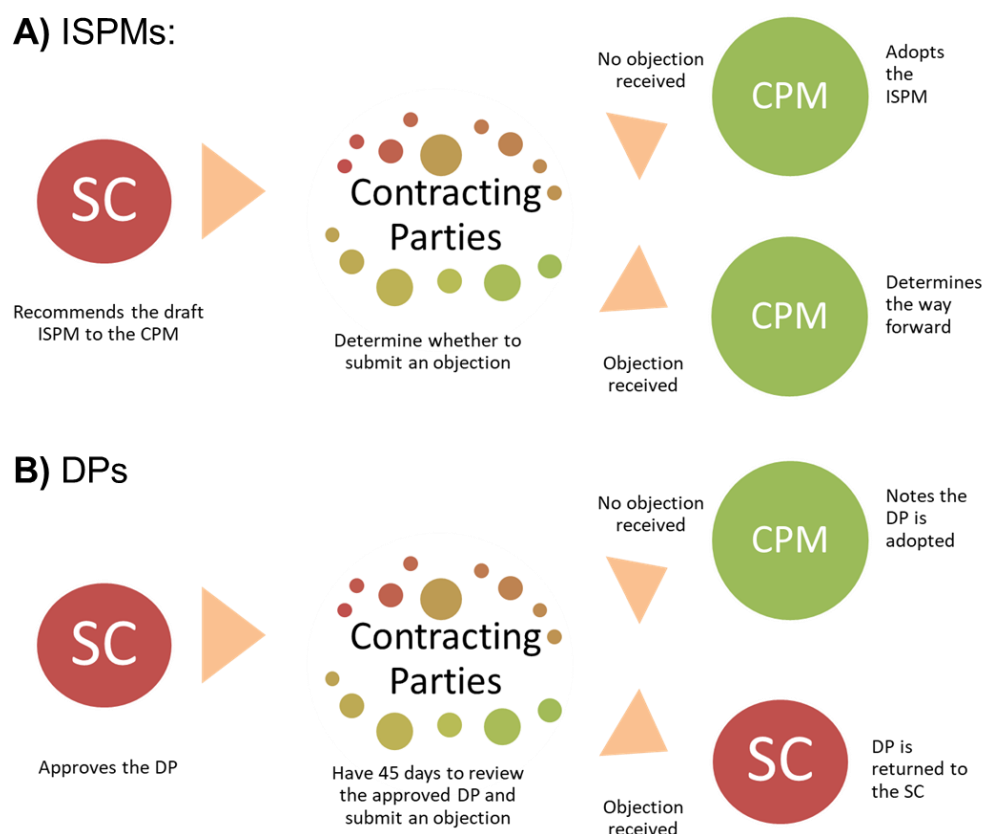 A) ISPMs:
SC
Recommends the draft
ISPM to the CPM
Contracting
Parties
Determine whether to
submit an objection
No objection
received
CPM
Adopts
the
ISPM
Objection
received
CPM
Determines
the way
forward
B) DPs
SC
Approves the DP
Contracting
Parties
Have 45 days to review
the approved DP and
submit an objection
No objection
received
CPM
Notes the
DP is
adopted
Objection
received
SC
DP is
returned to
the SC